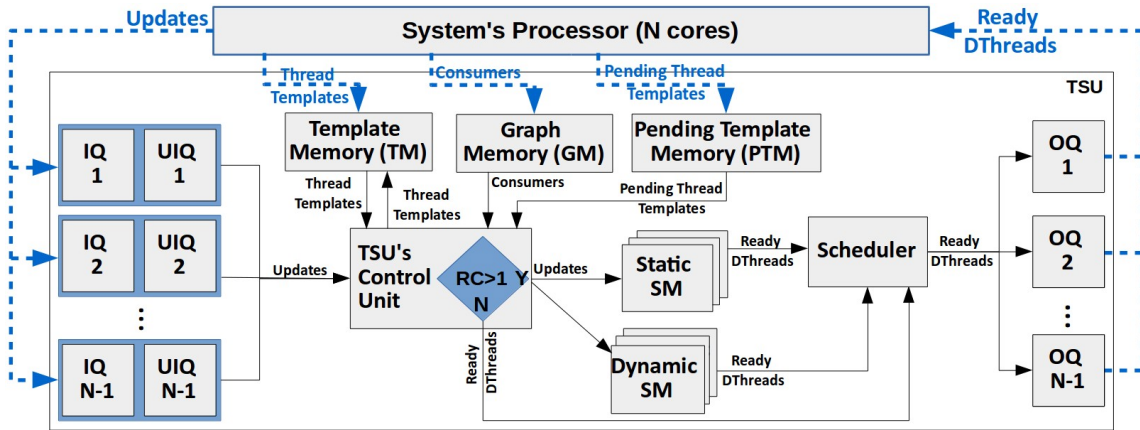 Updates
System's Processor (N cores)
Ready
DThreads
Thread
Templates
Consumers
Pending Thread
Templates
TSU
Template
Memory (TM)
Graph
Memory (GM)
Pending Template
Memory (PTM)
IQ
1
UIQ
1
OQ
1
Thread
Templates
Thread
Templates
Consumers
Pending Thread
Templates
IQ
2
UIQ
2
Updates
TSU's
Control
Unit
RC>1
Y
N
Updates
Static
SM
Ready
DThreads
Scheduler
Ready
DThreads
OQ
2
...
...
Ready
DThreads
Dynamic
SM
Ready
DThreads
IQ
N-1
UIQ
N-1
OQ
N-1